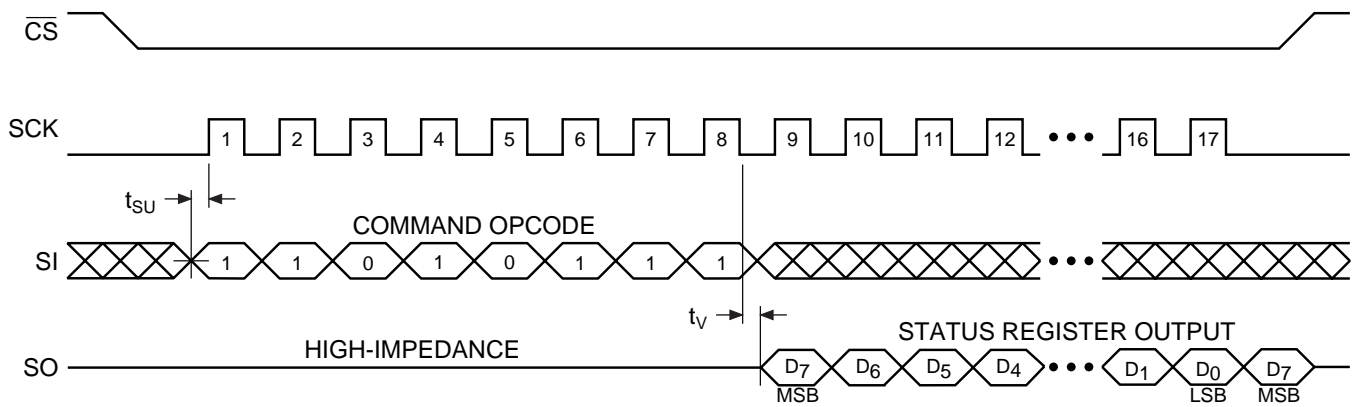 CS
SCK
1 2 3 4 5 6 7 8 9 10 11 12 16 17
tSU
COMMAND OPCODE
SI
1 1 0 1 0 1 1 1
tV
STATUS REGISTER OUTPUT
HIGH-IMPEDANCE
SO
D7 D6 D5 D4 D1 D0 D7
MSB LSB MSB